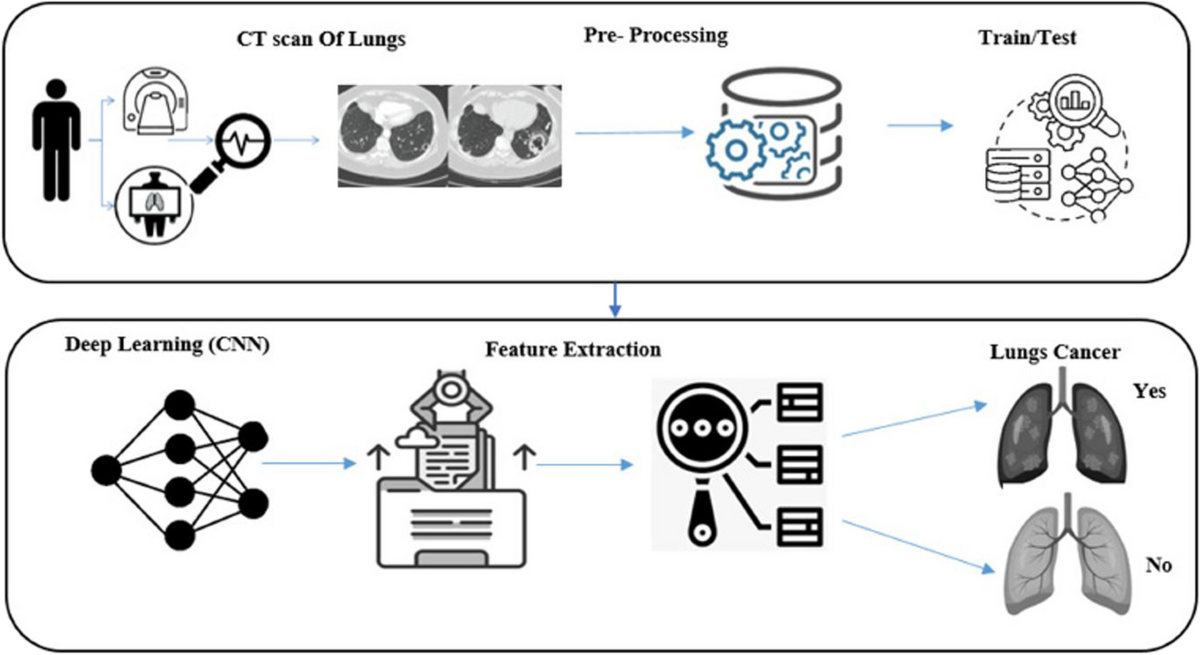 CT scan Of Lungs
Pre- Processing
Train/Test
Deep Learning (CNN)
Feature Extraction
Lungs Cancer
Yes
No